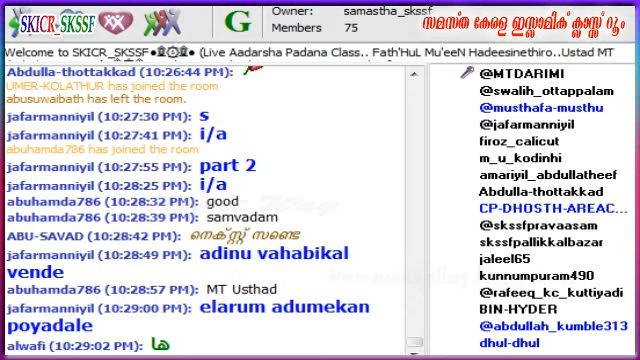 SKICR_SKSSF
G
Owner: samastha_skssf
Members 75
സമസ്ത കേരള ഇസ്ലാമിക് ക്ലാസ്സ് റൂം
Welcome to SKICR_SKSSF (Live Aadarsha Padana Class.. Fath'HuL Mu'eeN Hadeesinethiro..Ustad MT
Abdulla-thottakkad (10:26:44 PM):
UMER-KOLATHUR has joined the room
abusuwaibath has left the room.
jafarmanniyil (10:27:30 PM): s
jafarmanniyil (10:27:41 PM): i/a
abuhamda786 has joined the room
jafarmanniyil (10:27:55 PM): part 2
jafarmanniyil (10:28:25 PM): i/a
abuhamda786 (10:28:32 PM): good
abuhamda786 (10:28:39 PM): samvadam
ABU-SAVAD (10:28:42 PM): നെക്സ്റ്റ് സണ്ടെ
jafarmanniyil (10:28:49 PM): adinu vahabikal
vende
abuhamda786 (10:28:57 PM): MT Usthad
jafarmanniyil (10:29:00 PM): elarum adumekan
poyadale
alwafi (10:29:02 PM): ها
@MTDARIMI
@swalih_ottappalam
@musthafa-musthu
@jafarmanniyil
firoz_calicut
m_u_kodinhi
amariyil_abdullatheef
Abdulla-thottakkad
CP-DHOSTH-AREAC...
@skssfpravaasam
skssfpallikkalbazar
jaleel65
kunnumpuram490
@rafeeq_kc_kuttiyadi
BIN-HYDER
@abdullah_kumble313
dhul-dhul